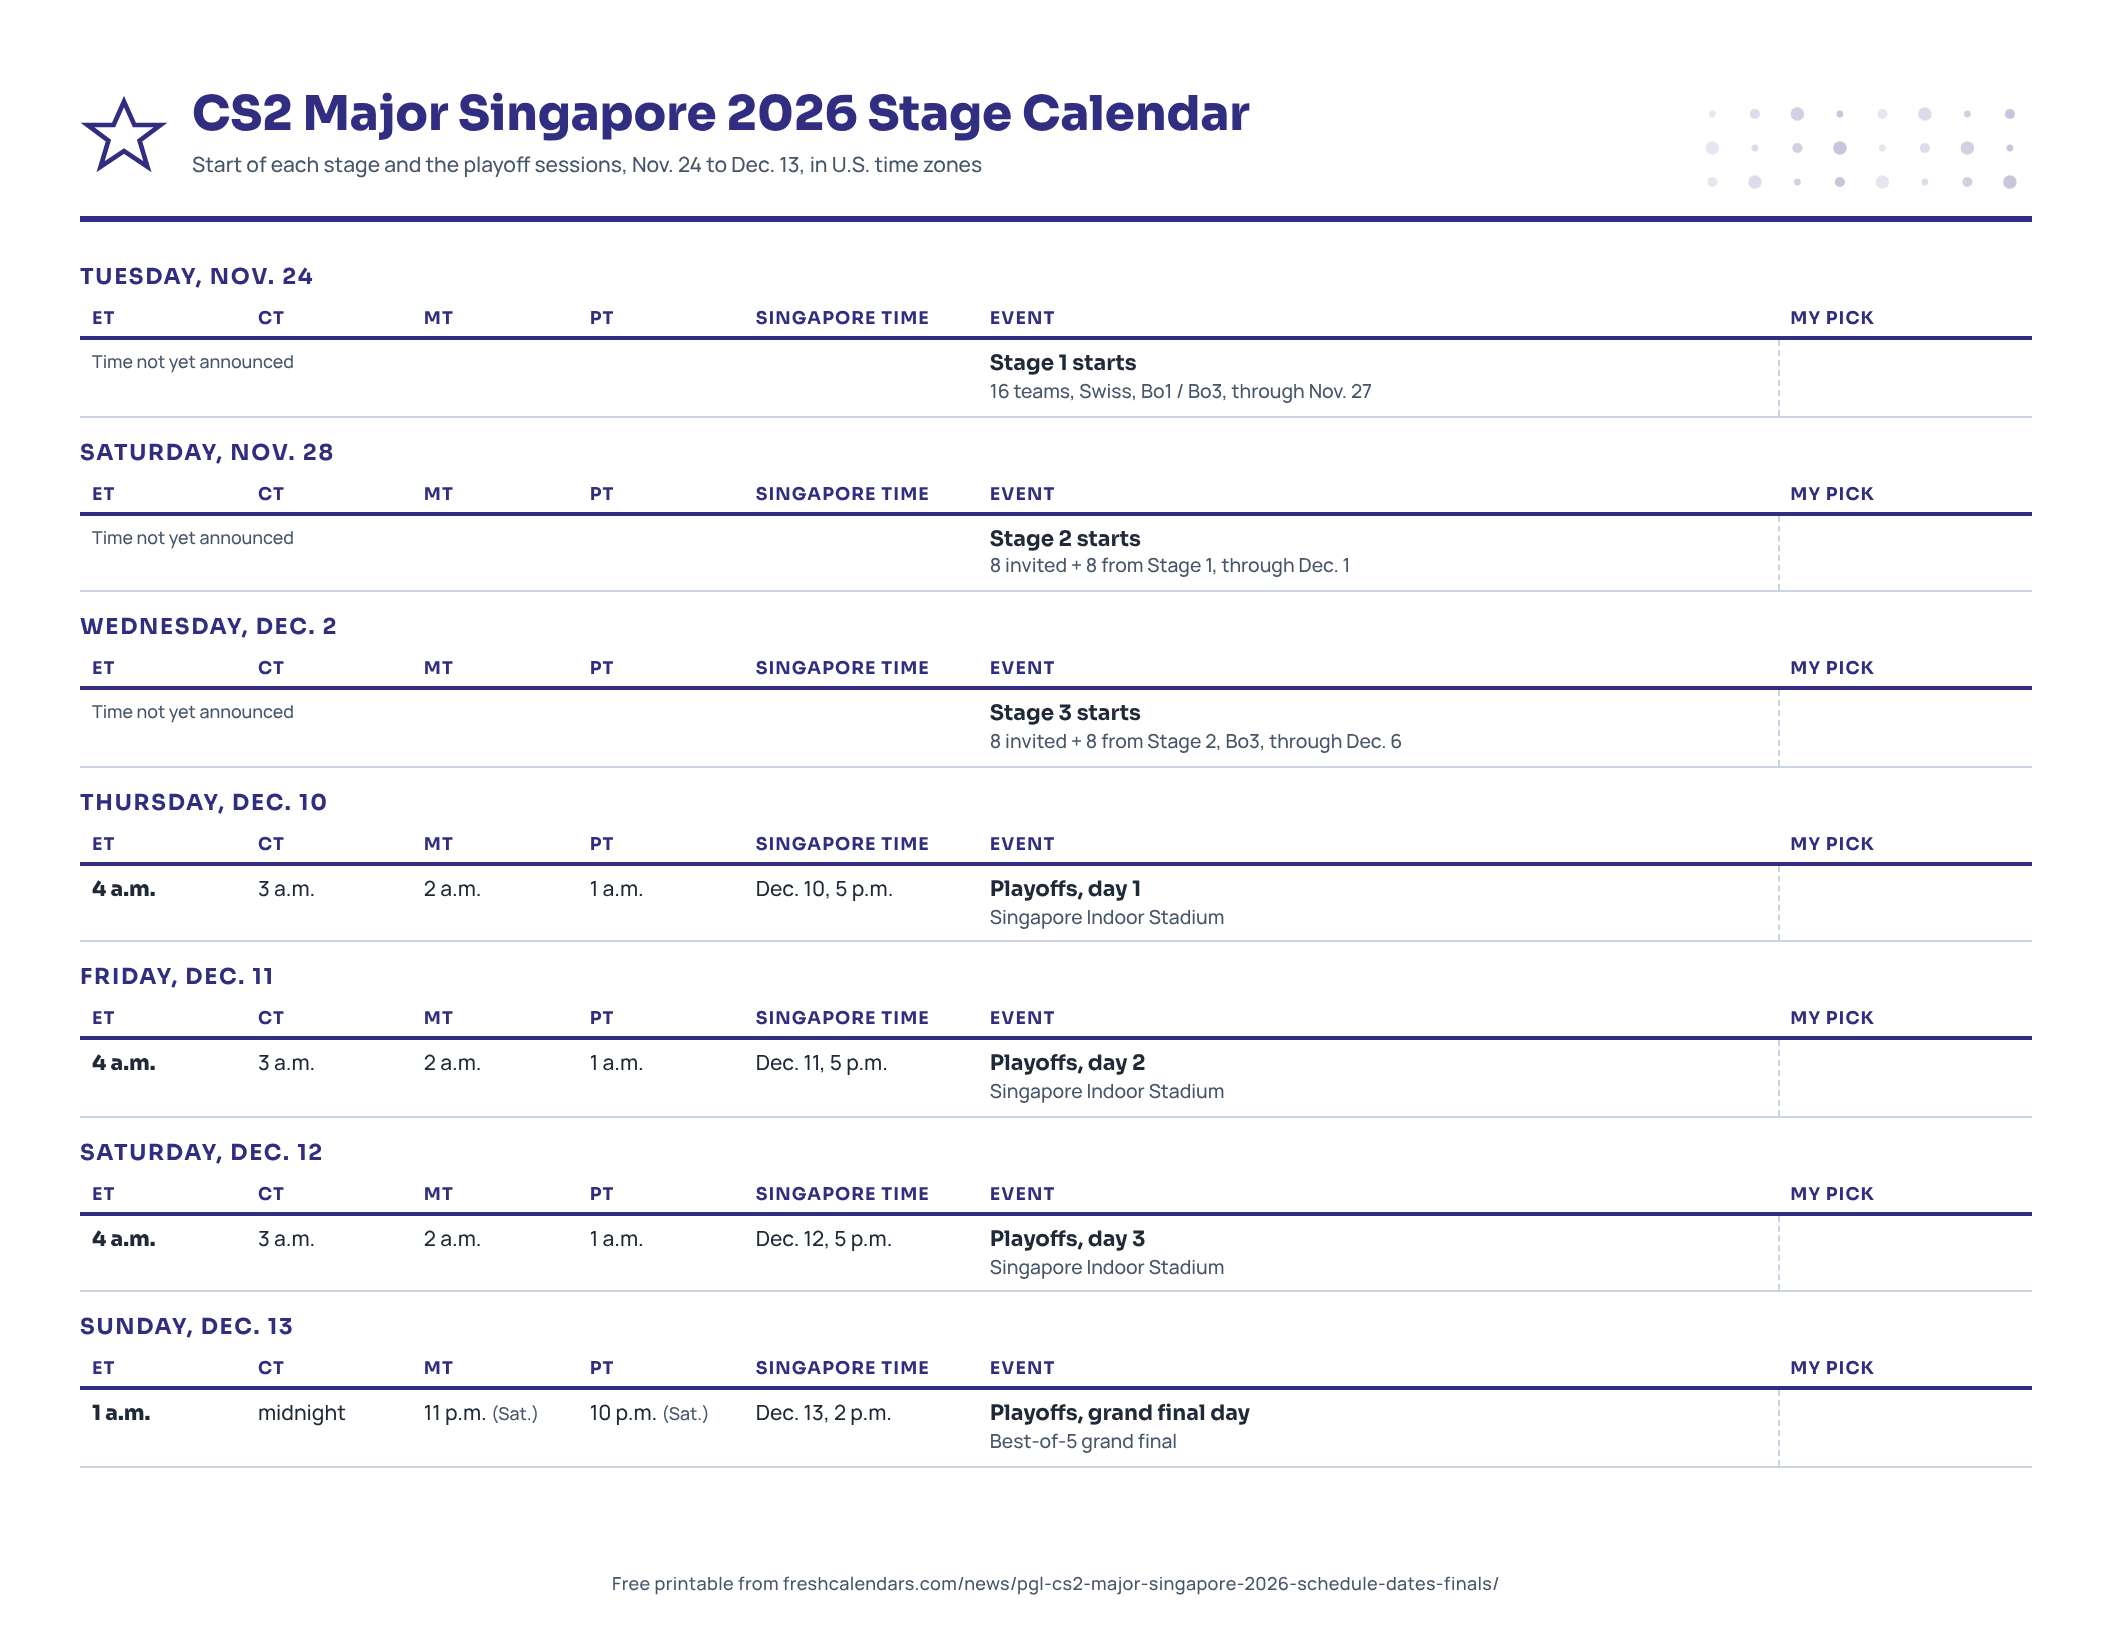 CS2 Major Singapore 2026 Stage Calendar
Start of each stage and the playoff sessions, Nov. 24 to Dec. 13, in U.S. time zones
TUESDAY, NOV. 24
ET CT MT PT SINGAPORE TIME EVENT MY PICK
Time not yet announced Stage 1 starts
16 teams, Swiss, Bo1 / Bo3, through Nov. 27
SATURDAY, NOV. 28
ET CT MT PT SINGAPORE TIME EVENT MY PICK
Time not yet announced Stage 2 starts
8 invited + 8 from Stage 1, through Dec. 1
WEDNESDAY, DEC. 2
ET CT MT PT SINGAPORE TIME EVENT MY PICK
Time not yet announced Stage 3 starts
8 invited + 8 from Stage 2, Bo3, through Dec. 6
THURSDAY, DEC. 10
ET CT MT PT SINGAPORE TIME EVENT MY PICK
4 a.m. 3 a.m. 2 a.m. 1 a.m. Dec. 10, 5 p.m. Playoffs, day 1
Singapore Indoor Stadium
FRIDAY, DEC. 11
ET CT MT PT SINGAPORE TIME EVENT MY PICK
4 a.m. 3 a.m. 2 a.m. 1 a.m. Dec. 11, 5 p.m. Playoffs, day 2
Singapore Indoor Stadium
SATURDAY, DEC. 12
ET CT MT PT SINGAPORE TIME EVENT MY PICK
4 a.m. 3 a.m. 2 a.m. 1 a.m. Dec. 12, 5 p.m. Playoffs, day 3
Singapore Indoor Stadium
SUNDAY, DEC. 13
ET CT MT PT SINGAPORE TIME EVENT MY PICK
1 a.m. midnight 11 p.m. (Sat.) 10 p.m. (Sat.) Dec. 13, 2 p.m. Playoffs, grand final day
Best-of-5 grand final
Free printable from freshcalendars.com/news/pgl-cs2-major-singapore-2026-schedule-dates-finals/